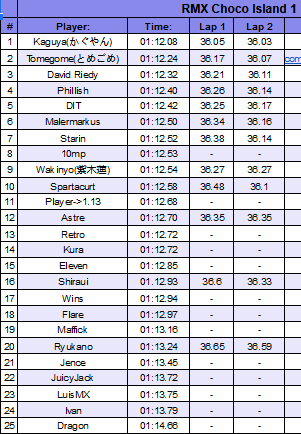 RMX Choco Island 1
# Player: Time: Lap 1 Lap 2
1 Kaguya(かぐやん) 01:12.08 36.05 36.03
2 Tomegome(とめごめ) 01:12.24 36.17 36.07 com
3 David Riedy 01:12.32 36.21 36.11
4 Phillish 01:12.40 36.26 36.14
5 DIT 01:12.42 36.25 36.17
6 Malermarkus 01:12.50 36.34 36.16
7 Starin 01:12.52 36.38 36.14
8 10mp 01:12.53 - -
9 Wakinyo(紫木蓮) 01:12.54 36.27 36.27
10 Spartacurt 01:12.58 36.48 36.1
11 Player->1.13 01:12.68 - -
12 Astre 01:12.70 36.35 36.35
13 Retro 01:12.72 - -
14 Kura 01:12.72 - -
15 Eleven 01:12.85 - -
16 Shiraui 01:12.93 36.6 36.33
17 Wins 01:12.94 - -
18 Flare 01:12.97 - -
19 Maffick 01:13.16 - -
20 Ryukano 01:13.24 36.65 36.59
21 Jence 01:13.45 - -
22 JuicyJack 01:13.72 - -
23 LuisMX 01:13.75 - -
24 Ivan 01:13.79 - -
25 Dragon 01:14.66 - -